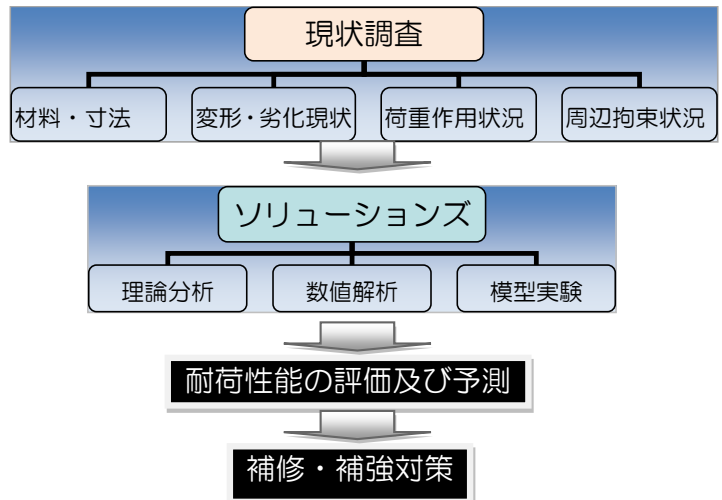 現状調査
材料・寸法
変形・劣化現状
荷重作用状況
周辺拘束状況
ソリューションズ
理論分析
数値解析
模型実験
耐荷性能の評価及び予測
補修・補強対策